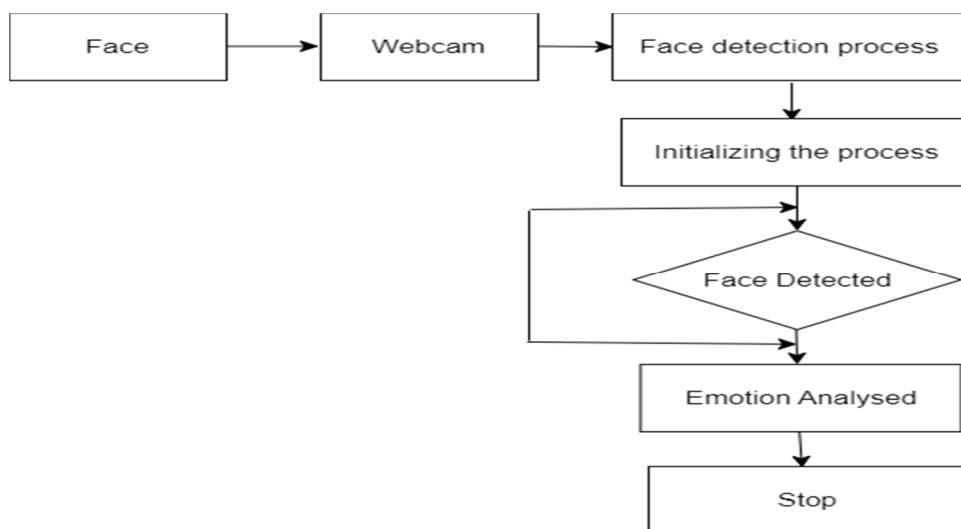 Face
Webcam
Face detection process
Initializing the process
Face Detected
Emotion Analysed
Stop